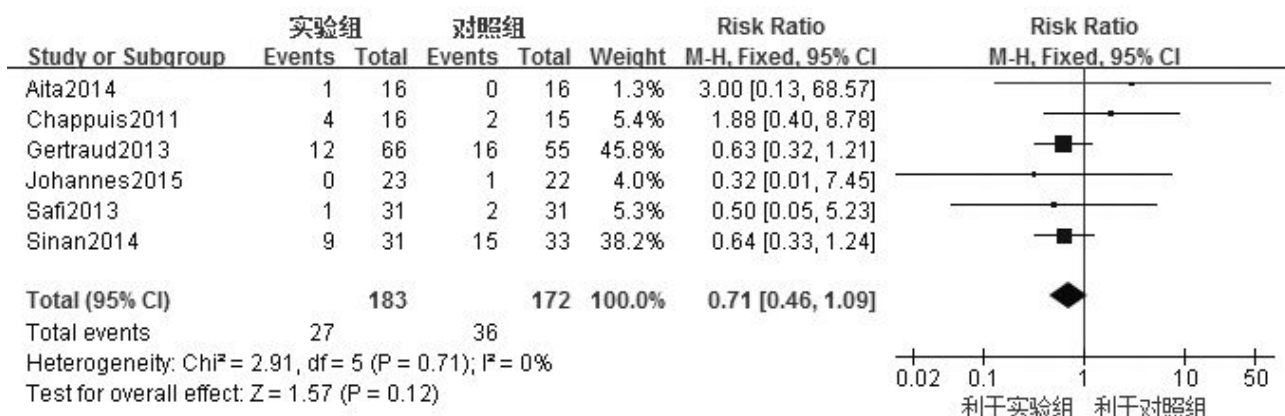 实验组 对照组 Risk Ratio Risk Ratio
Study or Subgroup Events Total Events Total Weight M-H, Fixed, 95% CI M-H, Fixed, 95% CI
Aita2014 1 16 0 16 1.3% 3.00 [0.13, 68.57]
Chappuis2011 4 16 2 15 5.4% 1.88 [0.40, 8.78]
Gertraud2013 12 66 16 55 45.8% 0.63 [0.32, 1.21]
Johannes2015 0 23 1 22 4.0% 0.32 [0.01, 7.45]
Safi2013 1 31 2 31 5.3% 0.50 [0.05, 5.23]
Sinan2014 9 31 15 33 38.2% 0.64 [0.33, 1.24]
Total (95% CI) 183 172 100.0% 0.71 [0.46, 1.09]
Total events 27 36
Heterogeneity: Chi² = 2.91, df = 5 (P = 0.71); I² = 0%
Test for overall effect: Z = 1.57 (P = 0.12)
0.02 0.1 1 10 50
利于实验组 利于对照组